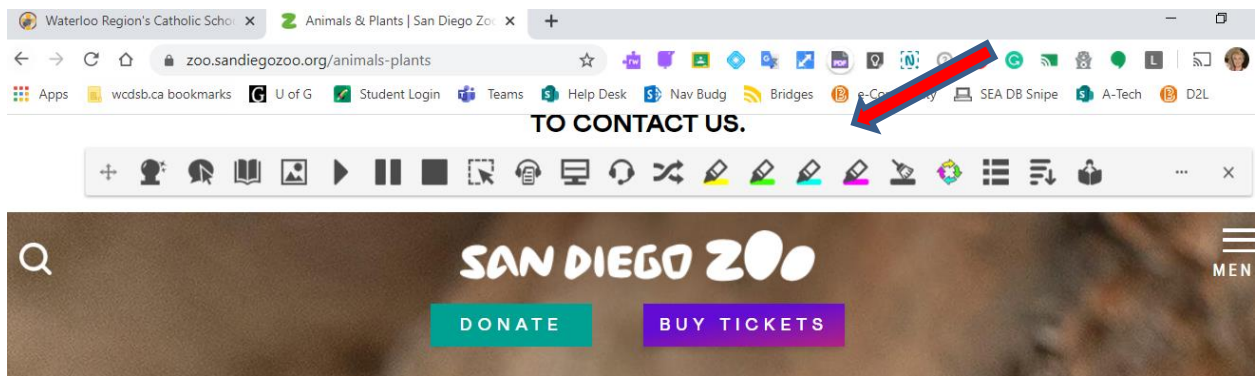 Waterloo Region's Catholic Schoo
Animals & Plants | San Diego Zoo
zoo.sandiegozoo.org/animals-plants
Apps wcdsb.ca bookmarks U of G Student Login Teams Help Desk Nav Budg Bridges SEA DB Snipe A-Tech D2L
TO CONTACT US.
SAN DIEGO ZOO
MEN
DONATE BUY TICKETS